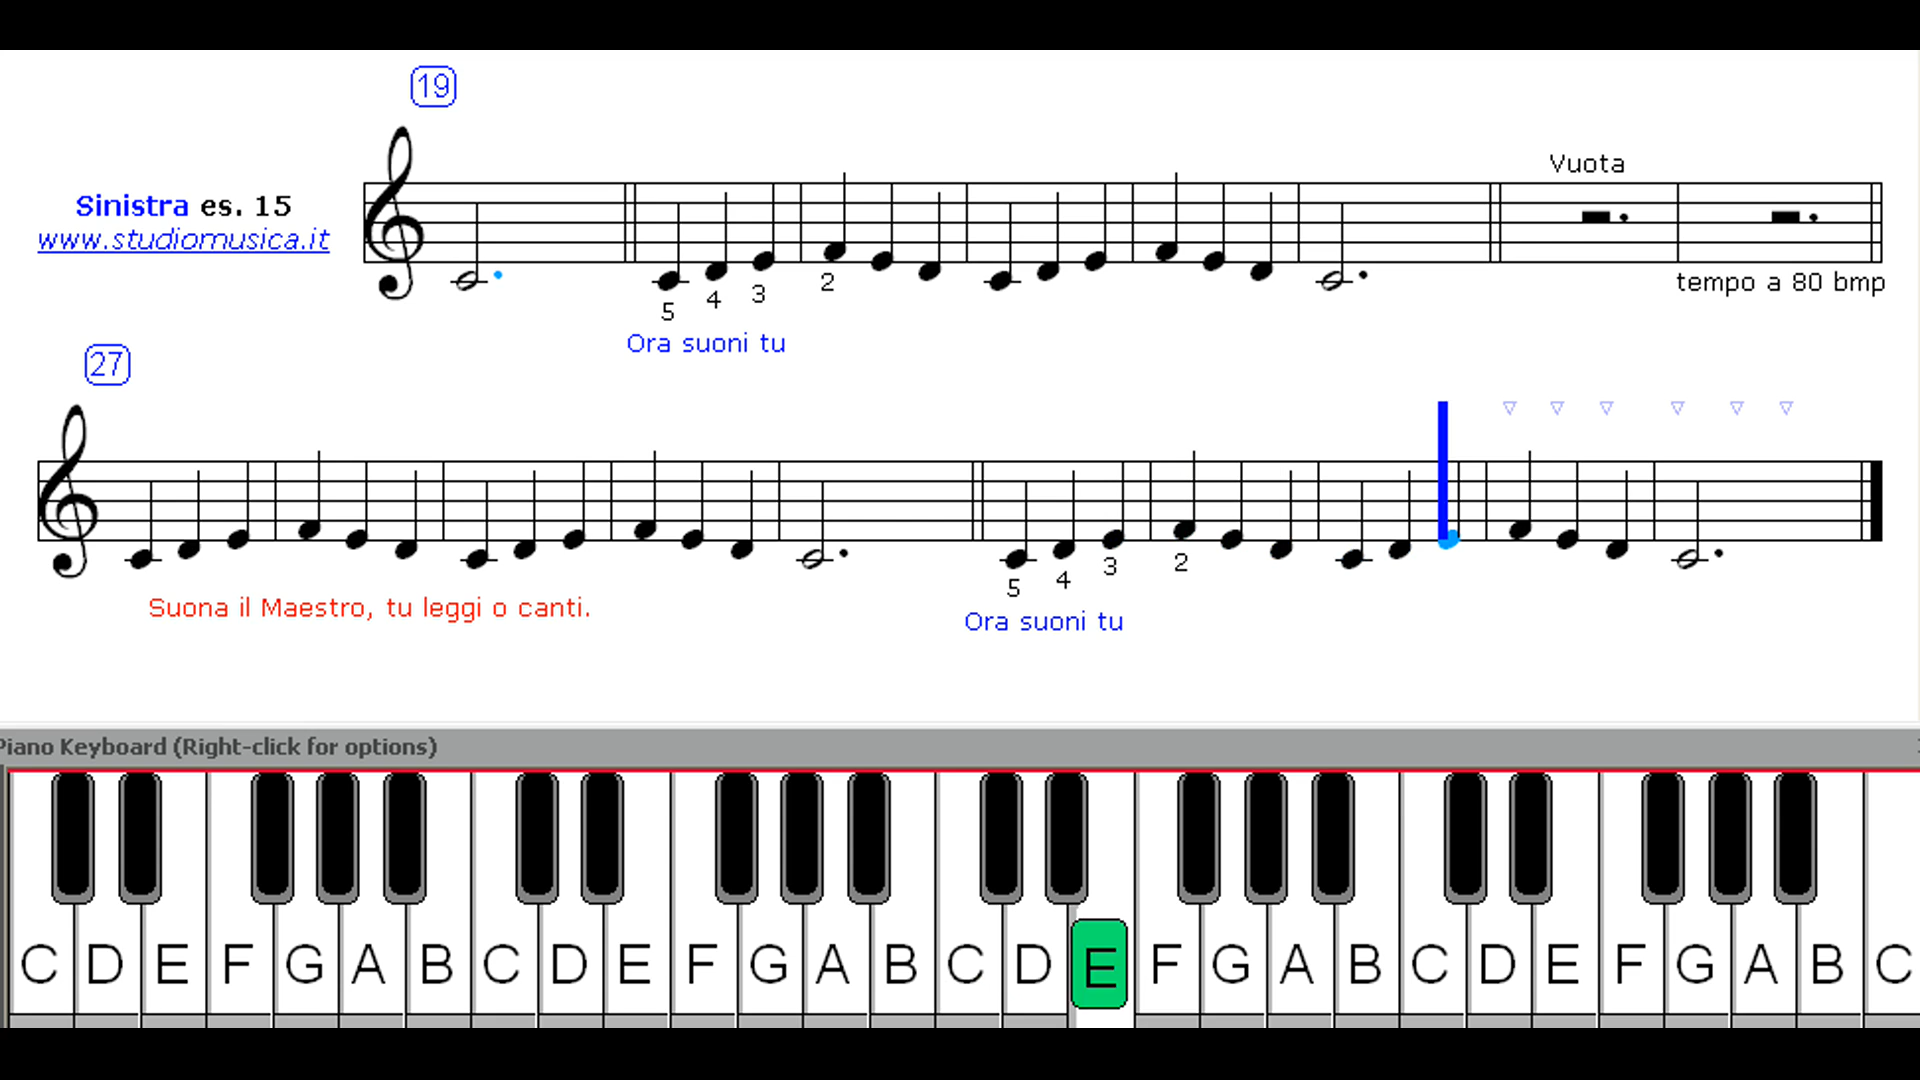 19
Vuota
Sinistra es. 15
www.studiomusica.it
tempo a 80 bmp
5 4 3 2
Ora suoni tu
27
5 4 3 2
Suona il Maestro, tu leggi o canti.
Ora suoni tu
Piano Keyboard (Right-click for options)
C D E F G A B C D E F G A B C D E F G A B C D E F G A B C